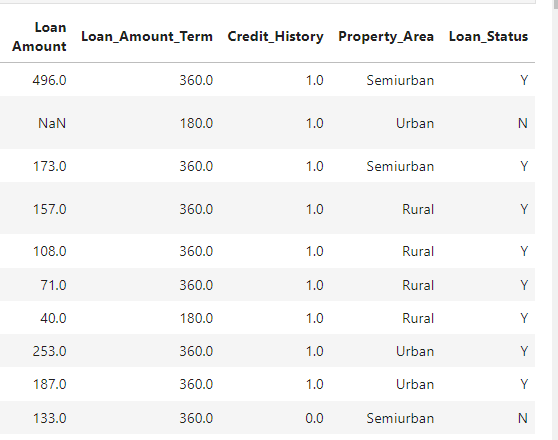 Loan Amount Loan_Amount_Term Credit_History Property_Area Loan_Status
496.0 360.0 1.0 Semiurban Y
NaN 180.0 1.0 Urban N
173.0 360.0 1.0 Semiurban Y
157.0 360.0 1.0 Rural Y
108.0 360.0 1.0 Rural Y
71.0 360.0 1.0 Rural Y
40.0 180.0 1.0 Rural Y
253.0 360.0 1.0 Urban Y
187.0 360.0 1.0 Urban Y
133.0 360.0 0.0 Semiurban N